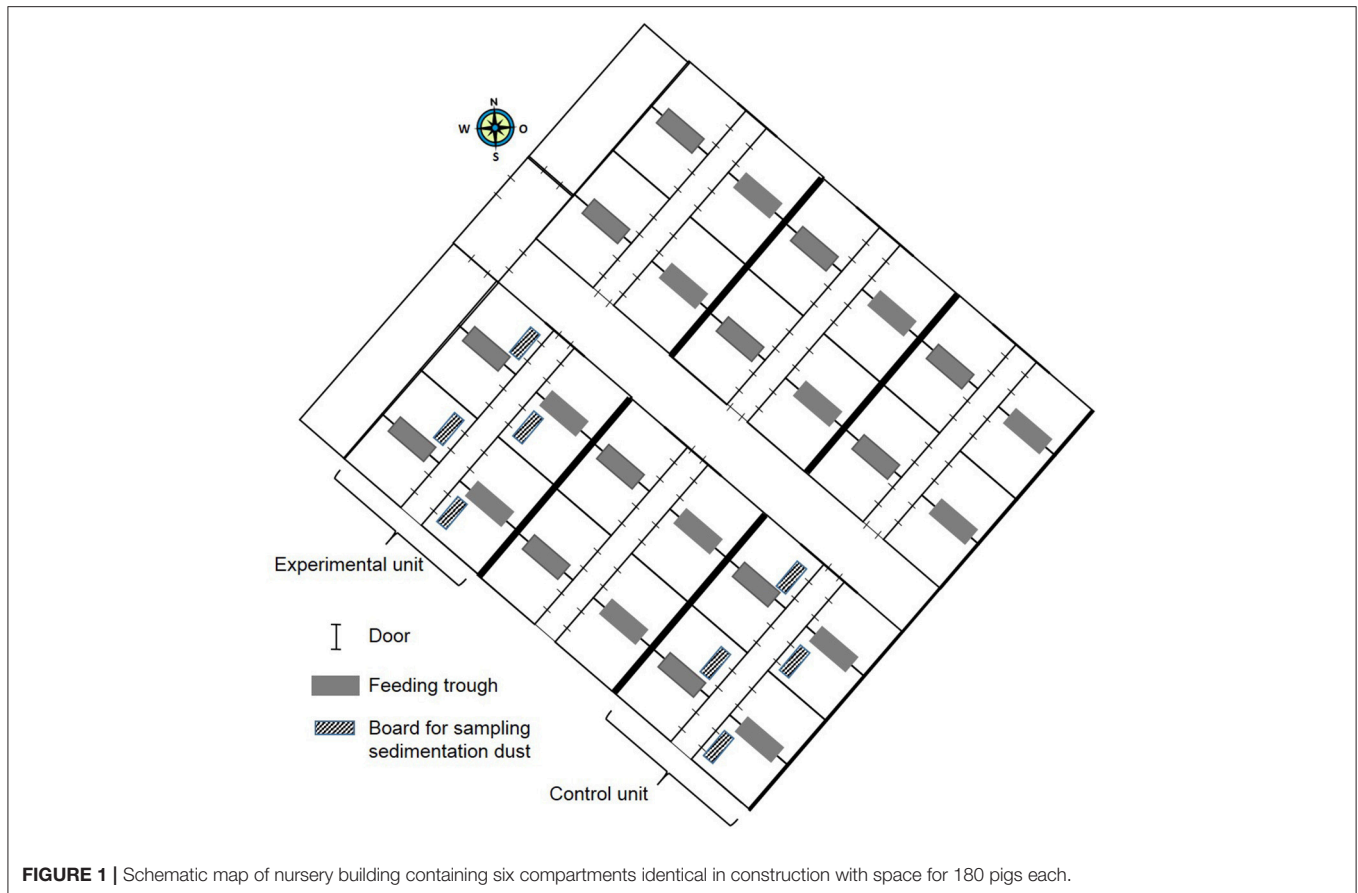 N
W O
S
Experimental unit
Door
Feeding trough
Board for sampling
sedimentation dust
Control unit
FIGURE 1 | Schematic map of nursery building containing six compartments identical in construction with space for 180 pigs each.